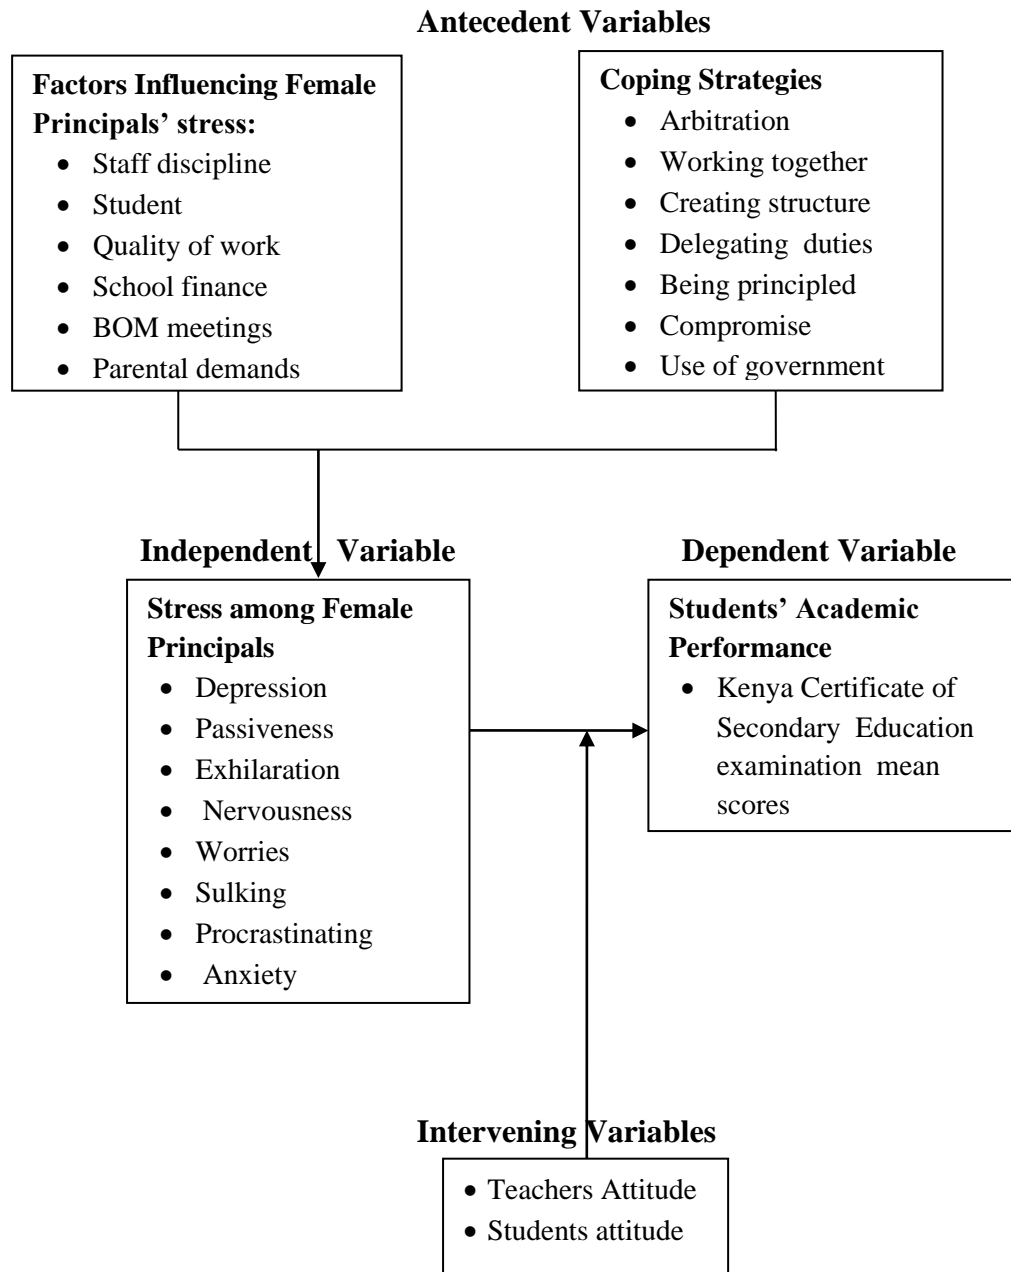 Antecedent Variables
Factors Influencing Female
Principals’ stress:
• Staff discipline
• Student
• Quality of work
• School finance
• BOM meetings
• Parental demands
Coping Strategies
• Arbitration
• Working together
• Creating structure
• Delegating duties
• Being principled
• Compromise
• Use of government
Independent Variable
Stress among Female
Principals
• Depression
• Passiveness
• Exhilaration
• Nervousness
• Worries
• Sulking
• Procrastinating
• Anxiety
Dependent Variable
Students’ Academic
Performance
• Kenya Certificate of
Secondary Education
examination mean
scores
Intervening Variables
• Teachers Attitude
• Students attitude